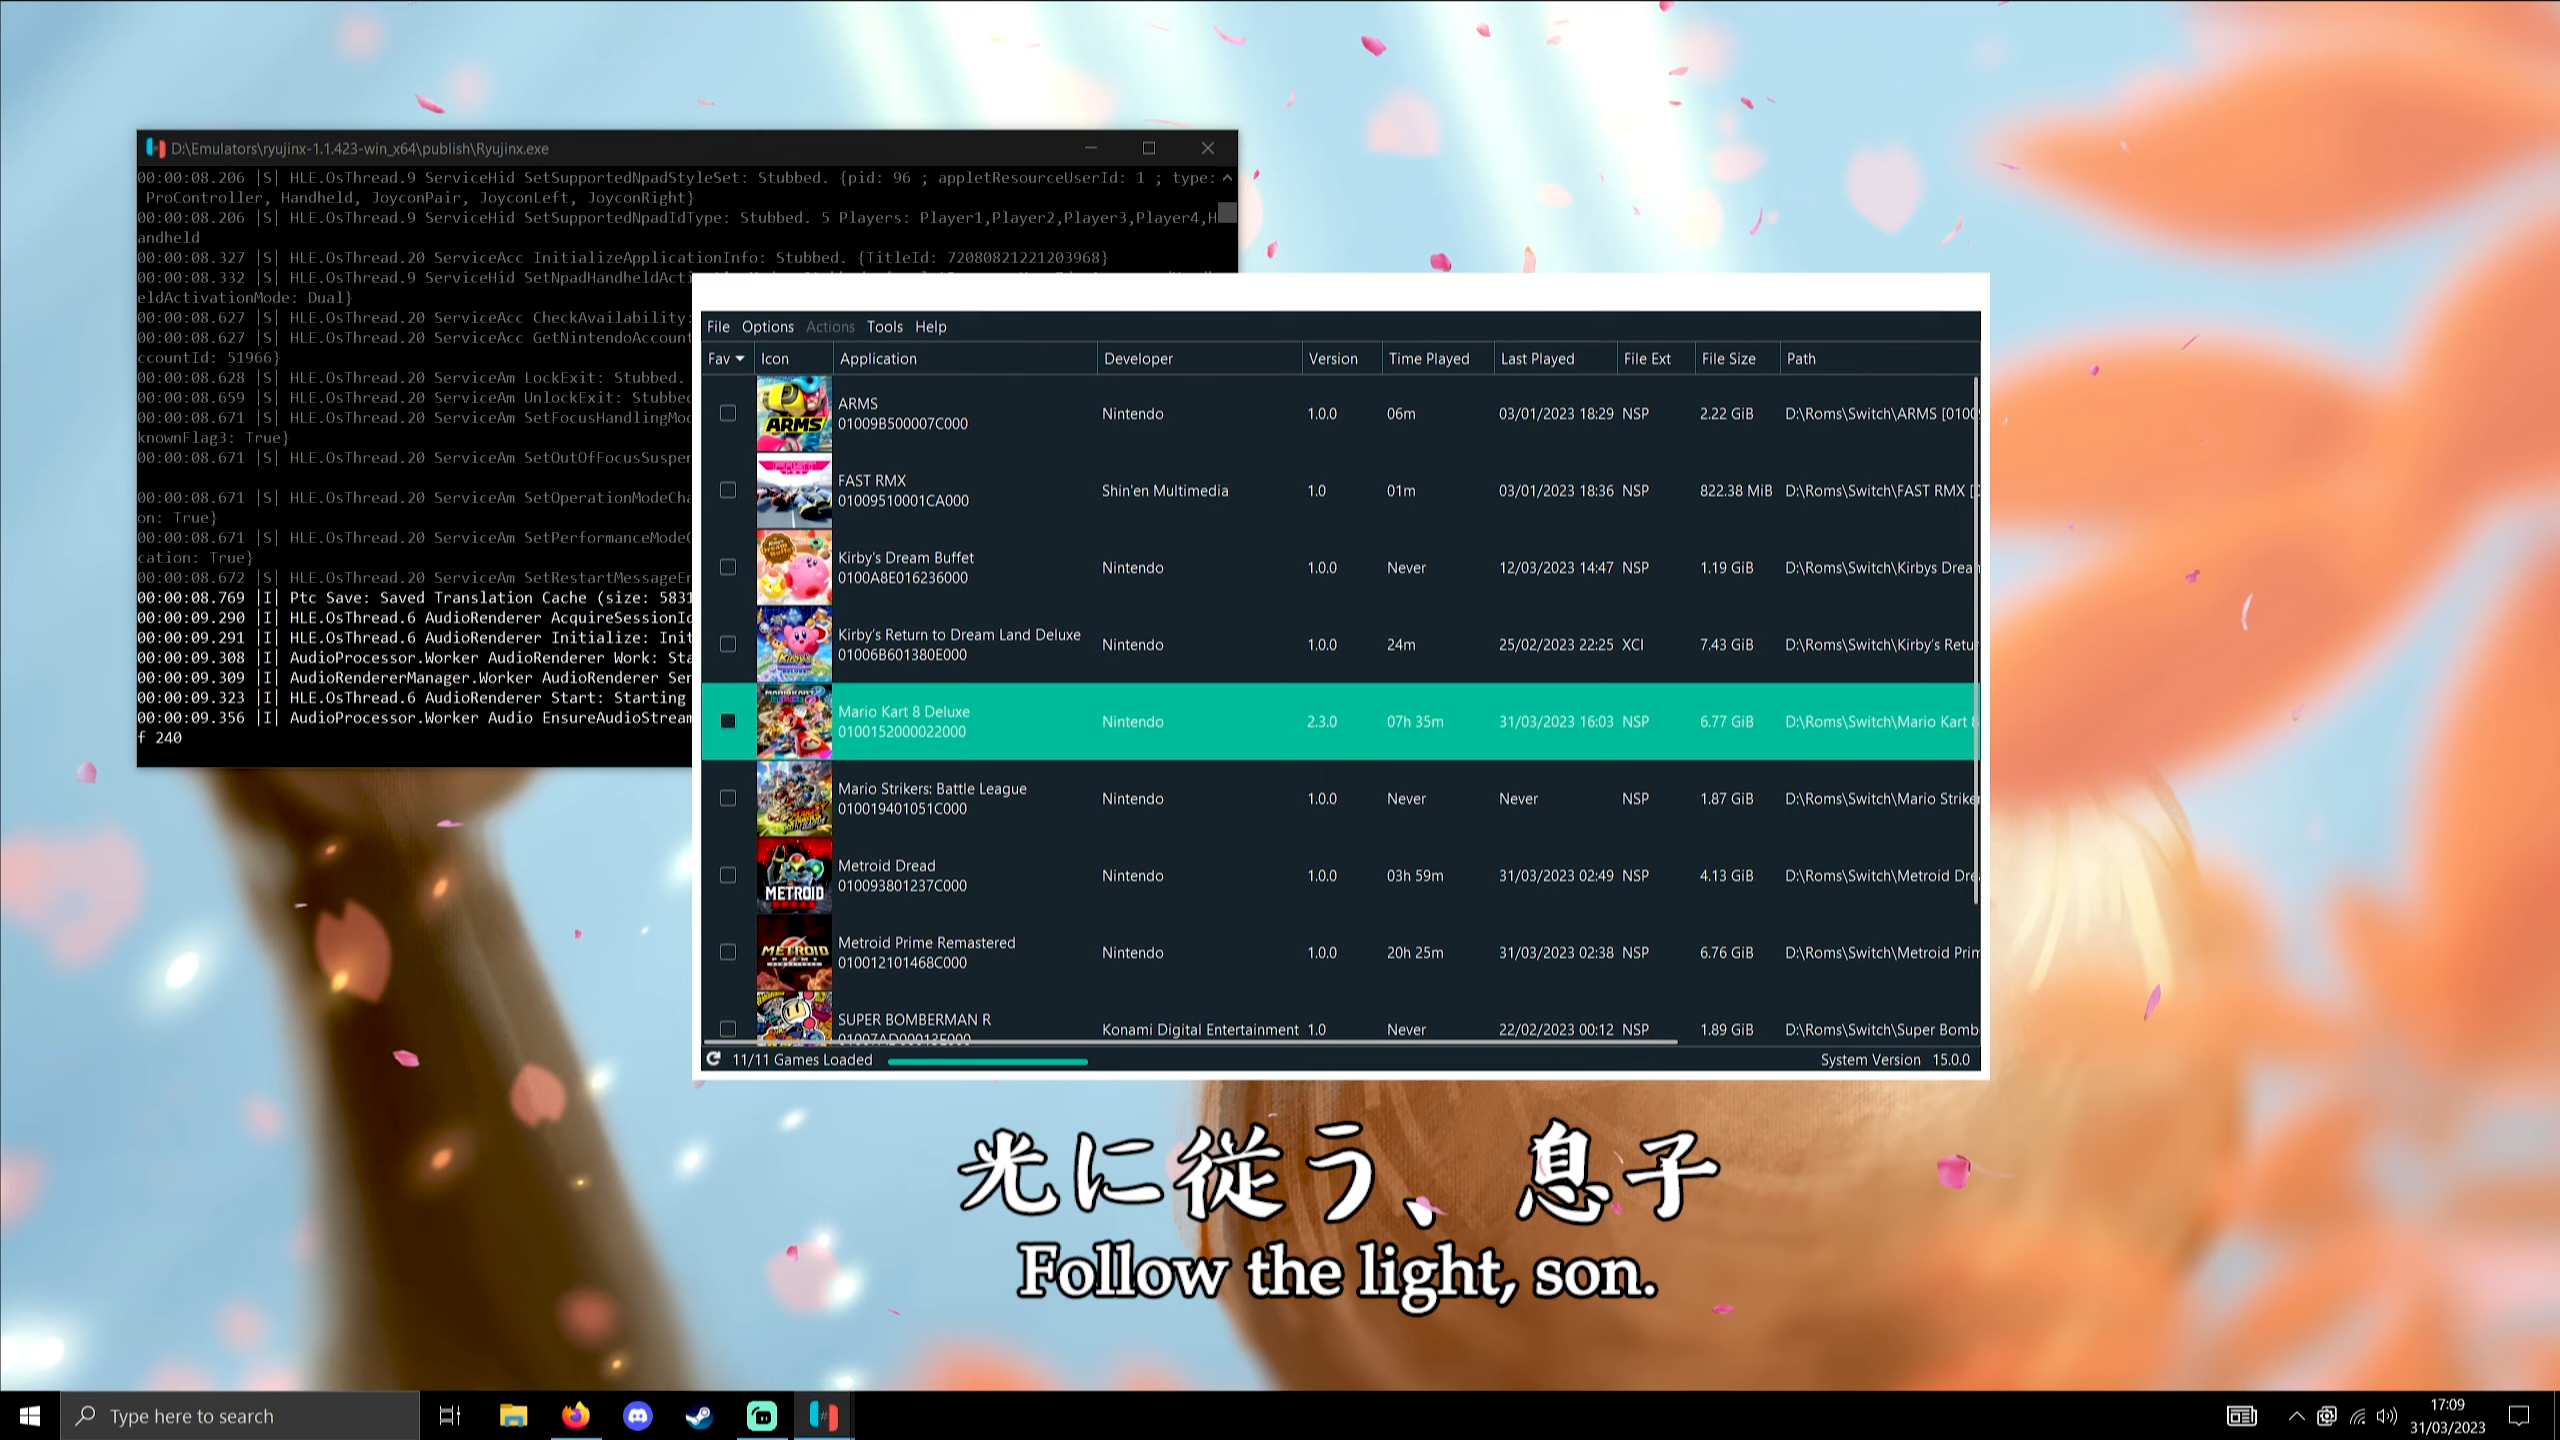 D:\Emulators\ryujinx-1.1.423-win_x64\publish\Ryujinx.exe
00:00:08.206 |S| HLE.OsThread.9 ServiceHid SetSupportedNpadStyleSet: Stubbed. {pid: 96 ; appletResourceUserId: 1 ; type:
ProController, Handheld, JoyconPair, JoyconLeft, JoyconRight}
00:00:08.206 |S| HLE.OsThread.9 ServiceHid SetSupportedNpadIdType: Stubbed. 5 Players: Player1,Player2,Player3,Player4,H
andheld
00:00:08.327 |S| HLE.OsThread.20 ServiceAcc InitializeApplicationInfo: Stubbed. {TitleId: 72080821221203968}
00:00:08.332 |S| HLE.OsThread.9 ServiceHid SetNpadHandheldActi
eldActivationMode: Dual}
00:00:08.627 |S| HLE.OsThread.20 ServiceAcc CheckAvailability:
00:00:08.627 |S| HLE.OsThread.20 ServiceAcc GetNintendoAccount
ccountId: 51966}
00:00:08.628 |S| HLE.OsThread.20 ServiceAm LockExit: Stubbed.
00:00:08.659 |S| HLE.OsThread.20 ServiceAm UnlockExit: Stubbed
00:00:08.671 |S| HLE.OsThread.20 ServiceAm SetFocusHandlingMo
knownFlag3: True}
00:00:08.671 |S| HLE.OsThread.20 ServiceAm SetOutOfFocusSuspen
00:00:08.671 |S| HLE.OsThread.20 ServiceAm SetOperationModeCha
on: True}
00:00:08.671 |S| HLE.OsThread.20 ServiceAm SetPerformanceMode
cation: True}
00:00:08.672 |S| HLE.OsThread.20 ServiceAm SetRestartMessageEn
00:00:08.769 |I| Ptc Save: Saved Translation Cache (size: 5831
00:00:09.290 |I| HLE.OsThread.6 AudioRenderer AcquireSessionId
00:00:09.291 |I| HLE.OsThread.6 AudioRenderer Initialize: Init
00:00:09.308 |I| AudioProcessor.Worker AudioRenderer Work: Sta
00:00:09.309 |I| AudioRendererManager.Worker AudioRenderer Sen
00:00:09.323 |I| HLE.OsThread.6 AudioRenderer Start: Starting
00:00:09.356 |I| AudioProcessor.Worker Audio EnsureAudioStream
f 240
File Options Actions Tools Help
Fav Icon Application Developer Version Time Played Last Played File Ext File Size Path
ARMS
01009B500007C000
Nintendo 1.0.0 06m 03/01/2023 18:29 NSP 2.22 GiB D:\Roms\Switch\ARMS [0100
FAST RMX
01009510001CA000
Shin'en Multimedia 1.0 01m 03/01/2023 18:36 NSP 822.38 MiB D:\Roms\Switch\FAST RMX [
Kirby's Dream Buffet
0100A8E016236000
Nintendo 1.0.0 Never 12/03/2023 14:47 NSP 1.19 GiB D:\Roms\Switch\Kirbys Drea
Kirby's Return to Dream Land Deluxe
01006B601380E000
Nintendo 1.0.0 24m 25/02/2023 22:25 XCI 7.43 GiB D:\Roms\Switch\Kirby's Retu
Mario Kart 8 Deluxe
0100152000022000
Nintendo 2.3.0 07h 35m 31/03/2023 16:03 NSP 6.77 GiB D:\Roms\Switch\Mario Kart
Mario Strikers: Battle League
010019401051C000
Nintendo 1.0.0 Never Never NSP 1.87 GiB D:\Roms\Switch\Mario Strike
Metroid Dread
010093801237C000
Nintendo 1.0.0 03h 59m 31/03/2023 02:49 NSP 4.13 GiB D:\Roms\Switch\Metroid Dre
Metroid Prime Remastered
010012101468C000
Nintendo 1.0.0 20h 25m 31/03/2023 02:38 NSP 6.76 GiB D:\Roms\Switch\Metroid Prim
SUPER BOMBERMAN R
01007AD00013E000
Konami Digital Entertainment 1.0 Never 22/02/2023 00:12 NSP 1.89 GiB D:\Roms\Switch\Super Bomb
ARMS
METROID
METROID
11/11 Games Loaded
System Version 15.0.0
光に従う、息子
Follow the light, son.
Type here to search
17:09
31/03/2023